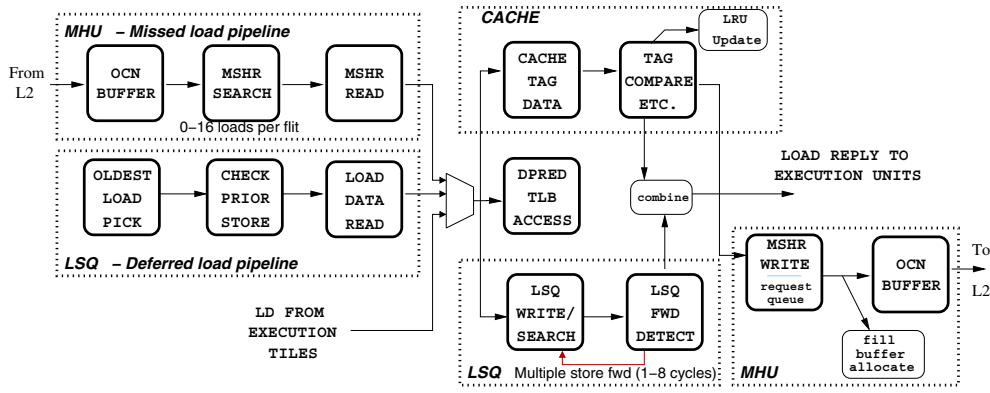 MHU – Missed load pipeline
From
L2
OCN
BUFFER
MSHR
SEARCH
MSHR
READ
0–16 loads per flit
OLDEST
LOAD
PICK
CHECK
PRIOR
STORE
LOAD
DATA
READ
LSQ – Deferred load pipeline
LD FROM
EXECUTION
TILES
CACHE
CACHE
TAG
DATA
TAG
COMPARE
ETC.
LRU
Update
DPRED
TLB
ACCESS
combine
LOAD REPLY TO
EXECUTION UNITS
LSQ
WRITE/
SEARCH
LSQ
FWD
DETECT
LSQ Multiple store fwd (1–8 cycles)
MSHR
WRITE
request
queue
OCN
BUFFER
To
L2
fill
buffer
allocate
MHU